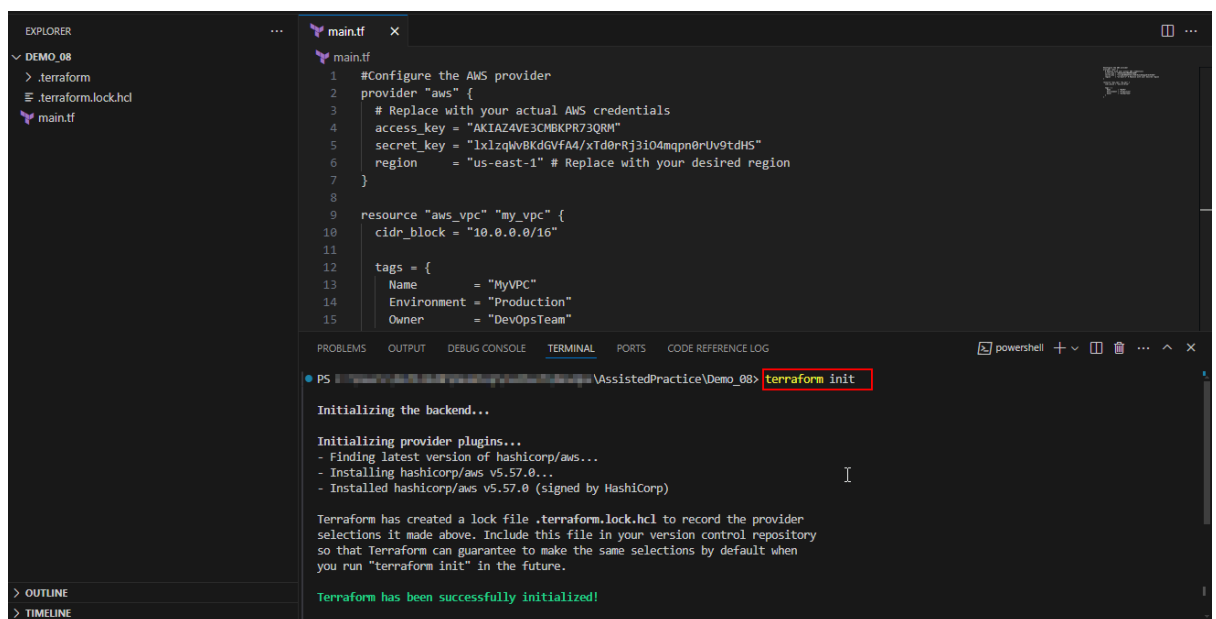 EXPLORER
DEMO_08
.terraform
.terraform.lock.hcl
main.tf
OUTLINE
TIMELINE
main.tf
main.tf
1 #Configure the AWS provider
2 provider "aws" {
3 # Replace with your actual AWS credentials
4 access_key = "AKIAZ4VE3CMBKPR73QRM"
5 secret_key = "lxlzqWvBKdGVfA4/xTd0rRj3iO4mqpn0rUv9tdHS"
6 region = "us-east-1" # Replace with your desired region
7 }
8
9 resource "aws_vpc" "my_vpc" {
10 cidr_block = "10.0.0.0/16"
11
12 tags = {
13 Name = "MyVPC"
14 Environment = "Production"
15 Owner = "DevOpsTeam"
PROBLEMS OUTPUT DEBUG CONSOLE TERMINAL PORTS CODE REFERENCE LOG powershell
PS \AssistedPractice\Demo_08> terraform init
Initializing the backend...
Initializing provider plugins...
- Finding latest version of hashicorp/aws...
- Installing hashicorp/aws v5.57.0...
- Installed hashicorp/aws v5.57.0 (signed by HashiCorp)
Terraform has created a lock file .terraform.lock.hcl to record the provider
selections it made above. Include this file in your version control repository
so that Terraform can guarantee to make the same selections by default when
you run "terraform init" in the future.
Terraform has been successfully initialized!